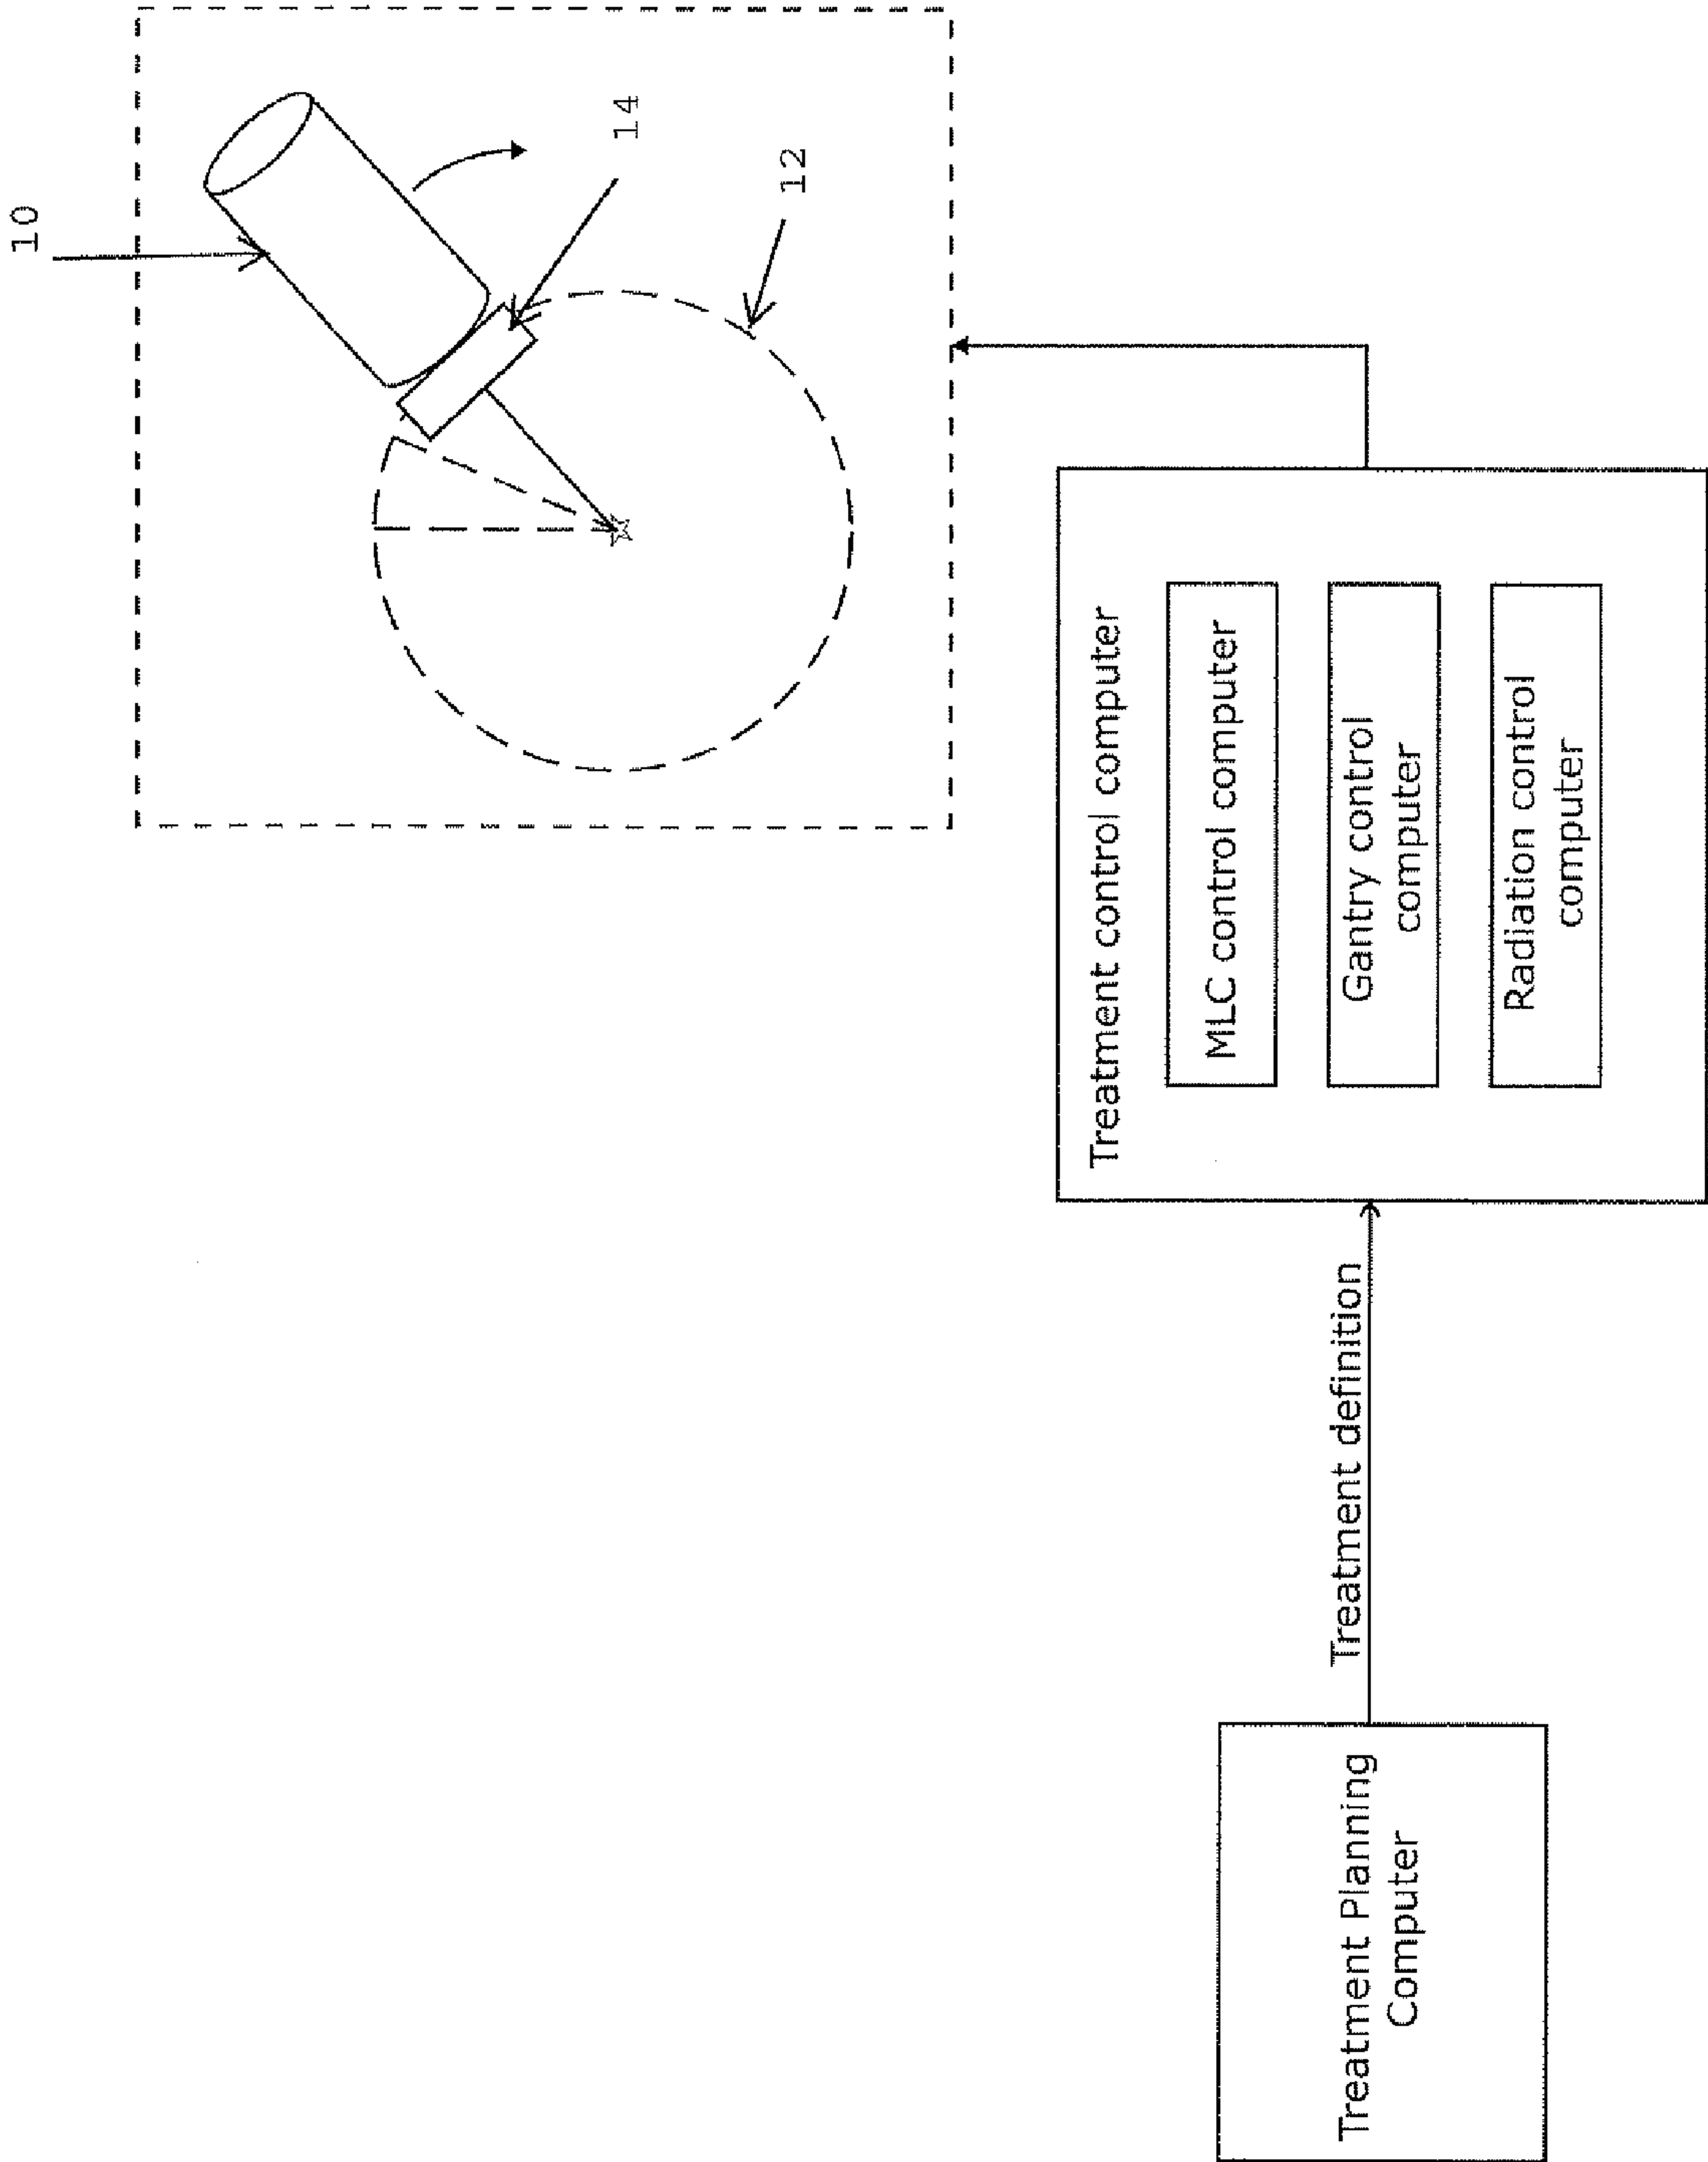 10
14
12
Treatment control computer
MLC control computer
Gantry control
computer
Radiation control
computer
Treatment definition
Treatment Planning
Computer